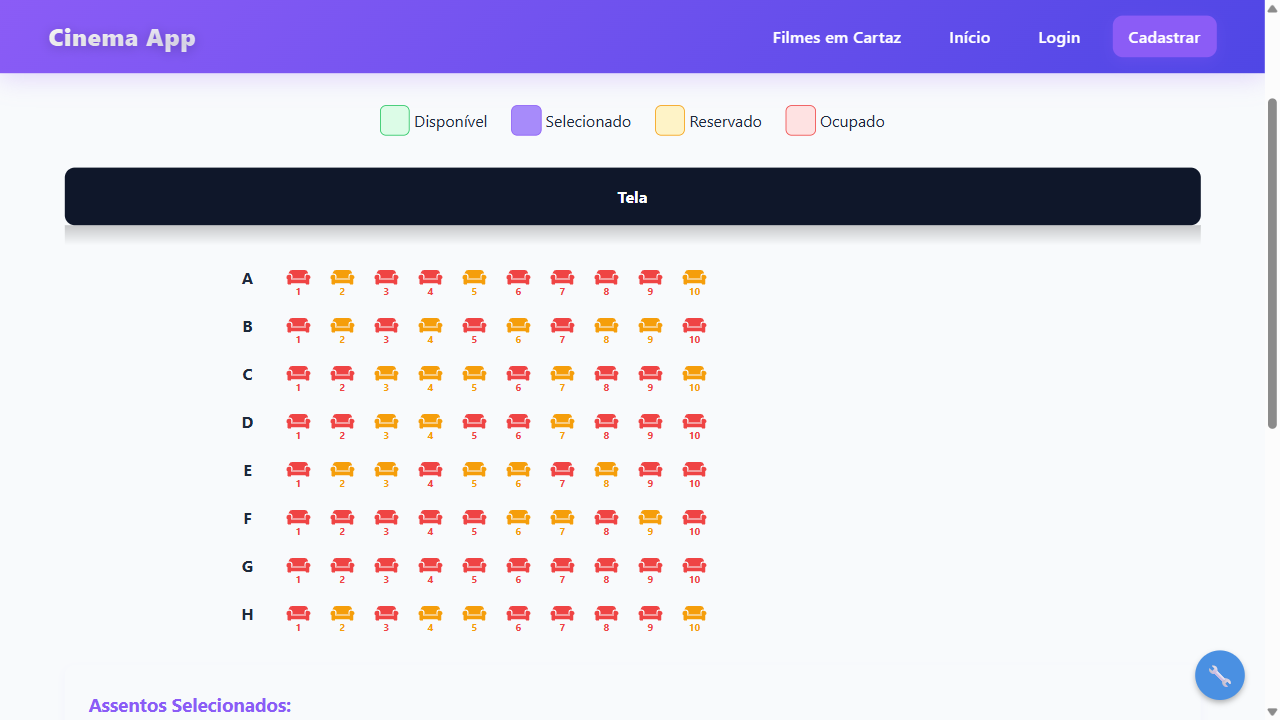 Cinema App Filmes em Cartaz Início Login Cadastrar
Disponível Selecionado Reservado Ocupado
Tela
A 1 2 3 4 5 6 7 8 9 10
B 1 2 3 4 5 6 7 8 9 10
C 1 2 3 4 5 6 7 8 9 10
D 1 2 3 4 5 6 7 8 9 10
E 1 2 3 4 5 6 7 8 9 10
F 1 2 3 4 5 6 7 8 9 10
G 1 2 3 4 5 6 7 8 9 10
H 1 2 3 4 5 6 7 8 9 10
Assentos Selecionados: